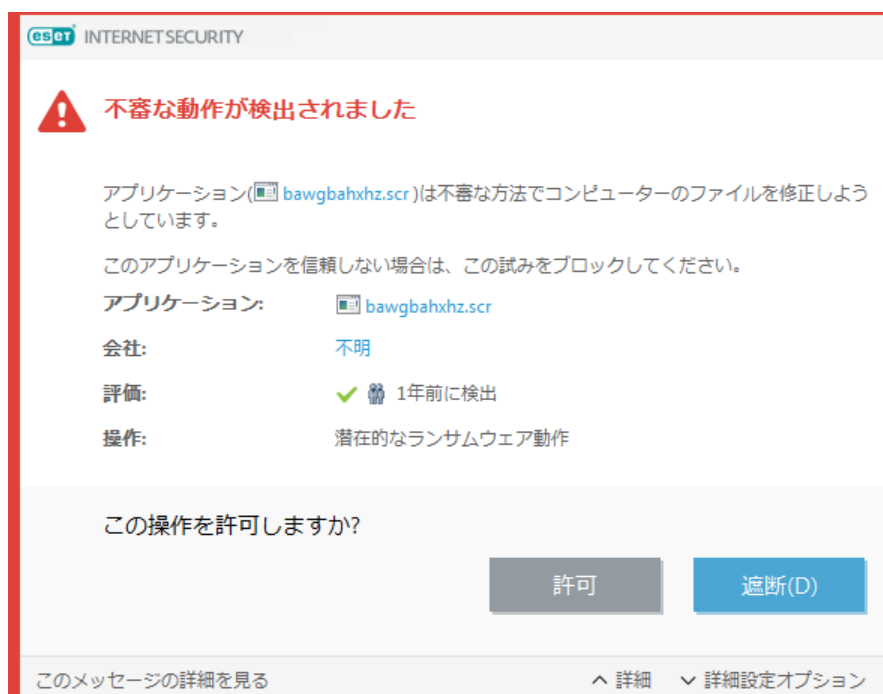 eset INTERNET SECURITY
不審な動作が検出されました
アプリケーション( bawgbahxhz.scr )は不審な方法でコンピューターのファイルを修正しよう
としています。
このアプリケーションを信頼しない場合は、この試みをブロックしてください。
アプリケーション: bawgbahxhz.scr
会社: 不明
評価: 1年前に検出
操作: 潜在的なランサムウェア動作
この操作を許可しますか?
許可 遮断(D)
このメッセージの詳細を見る 詳細 詳細設定オプション